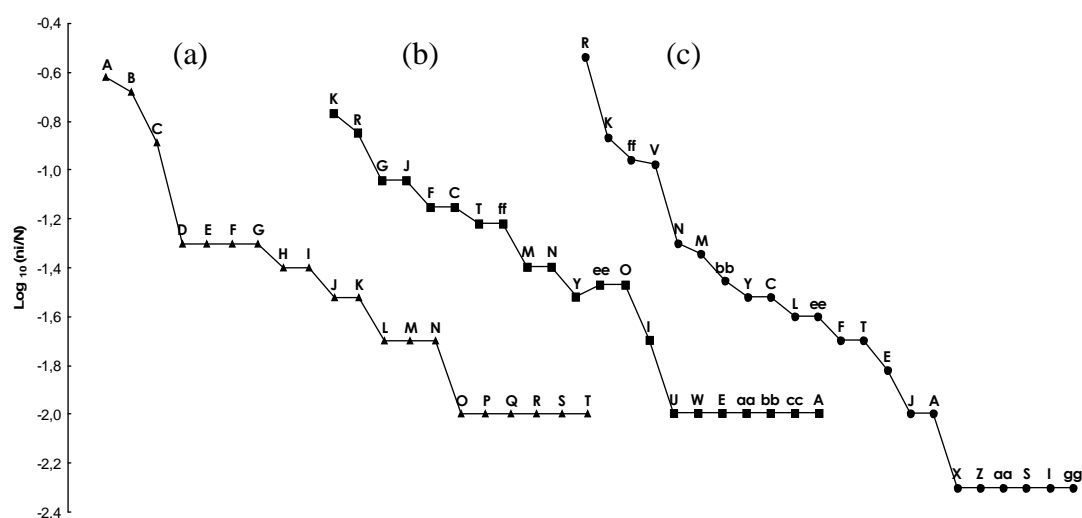 -0,4
-0,6
-0,8
-1,0
-1,2
-1,4
-1,6
-1,8
-2,0
-2,2
-2.4
Log 10 (ni/N)
(a)
A
B
C
D E F G
H I
J K
L M N
O P Q R S T
(b)
K
R
G J
F C
T ff
M N
Y ee O
I
U W E aa bb cc A
(c)
R
K
ff V
N
M
bb
Y C
L ee
F T
E
J A
X Z aa S I gg